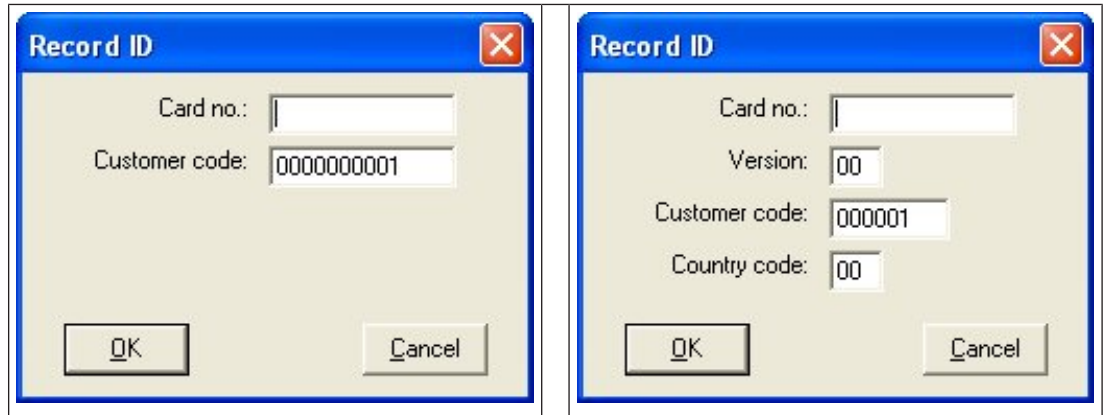 Record ID
Card no.:
Customer code: 0000000001
OK Cancel
Record ID
Card no.:
Version: 00
Customer code: 000001
Country code: 00
OK Cancel